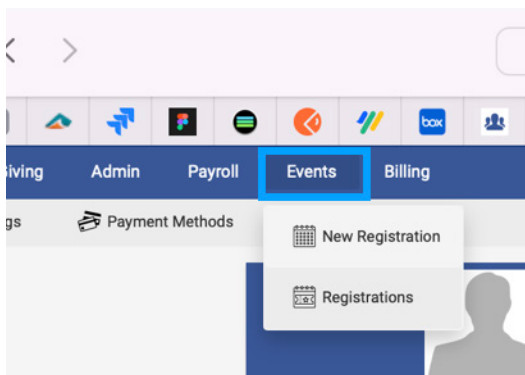 box
iving Admin Payroll Events Billing
gs Payment Methods
New Registration
Registrations